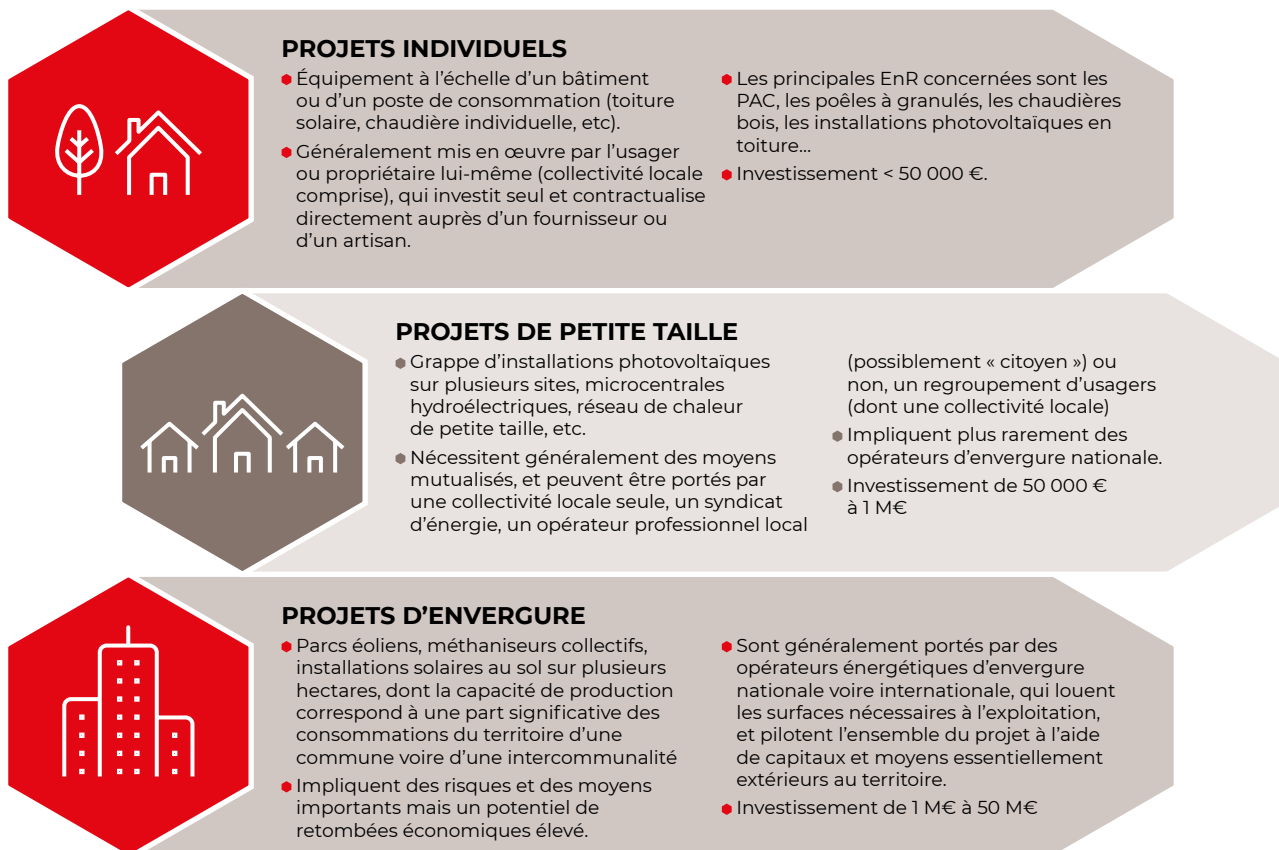 PROJETS INDIVIDUELS
Équipement à l’échelle d’un bâtiment
ou d’un poste de consommation (toiture
solaire, chaudière individuelle, etc).
Généralement mis en œuvre par l’usager
ou propriétaire lui-même (collectivité locale
comprise), qui investit seul et contractualise
directement auprès d’un fournisseur ou
d’un artisan.
Les principales EnR concernées sont les
PAC, les poêles à granulés, les chaudières
bois, les installations photovoltaïques en
toiture...
Investissement < 50 000 €.
PROJETS DE PETITE TAILLE
Grappe d’installations photovoltaïques
sur plusieurs sites, microcentrales
hydroélectriques, réseau de chaleur
de petite taille, etc.
Nécessitent généralement des moyens
mutualisés, et peuvent être portés par
une collectivité locale seule, un syndicat
d’énergie, un opérateur professionnel local
(possiblement « citoyen ») ou
non, un regroupement d’usagers
(dont une collectivité locale)
Impliquent plus rarement des
opérateurs d’envergure nationale.
Investissement de 50 000 €
à 1 M€
PROJETS D’ENVERGURE
Parcs éoliens, méthaniseurs collectifs,
installations solaires au sol sur plusieurs
hectares, dont la capacité de production
correspond à une part significative des
consommations du territoire d’une
commune voire d’une intercommunalité
Impliquent des risques et des moyens
importants mais un potentiel de
retombées économiques élevé.
Sont généralement portés par des
opérateurs énergétiques d’envergure
nationale voire internationale, qui louent
les surfaces nécessaires à l’exploitation,
et pilotent l’ensemble du projet à l’aide
de capitaux et moyens essentiellement
extérieurs au territoire.
Investissement de 1 M€ à 50 M€